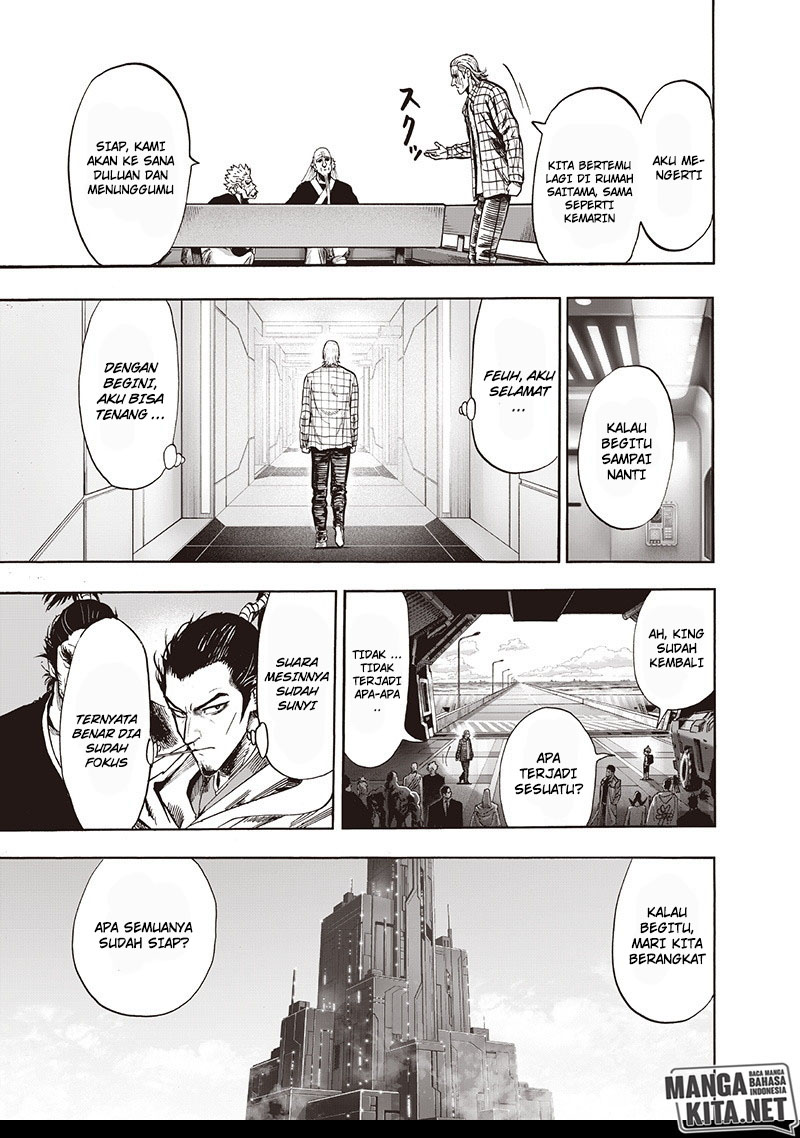 AKU ME-
NGERTI
KITA BERTEMU
LAGI DI RUMAH
SAITAMA, SAMA
SEPERTI
KEMARIN
スクッ
SIAP, KAMI
AKAN KE SANA
DULUAN DAN
MENUNGGUMU
KALAU
BEGITU
SAMPAI
NANTI
FEUH, AKU
SELAMAT
...
DENGAN
BEGINI,
AKU BISA
TENANG ...
AH, KING
SUDAH
KEMBALI
APA
TERJADI
SESUATU?
TIDAK ...
TIDAK
TERJADI
APA-APA
..
SUARA
MESINNYA
SUDAH
SUNYI
TERNYATA
BENAR DIA
SUDAH
FOKUS
KALAU
BEGITU,
MARI KITA
BERANGKAT
APA SEMUANYA
SUDAH SIAP?
MANGA
BACA MANGA
BAHASA
INDONESIA
KITA.NET